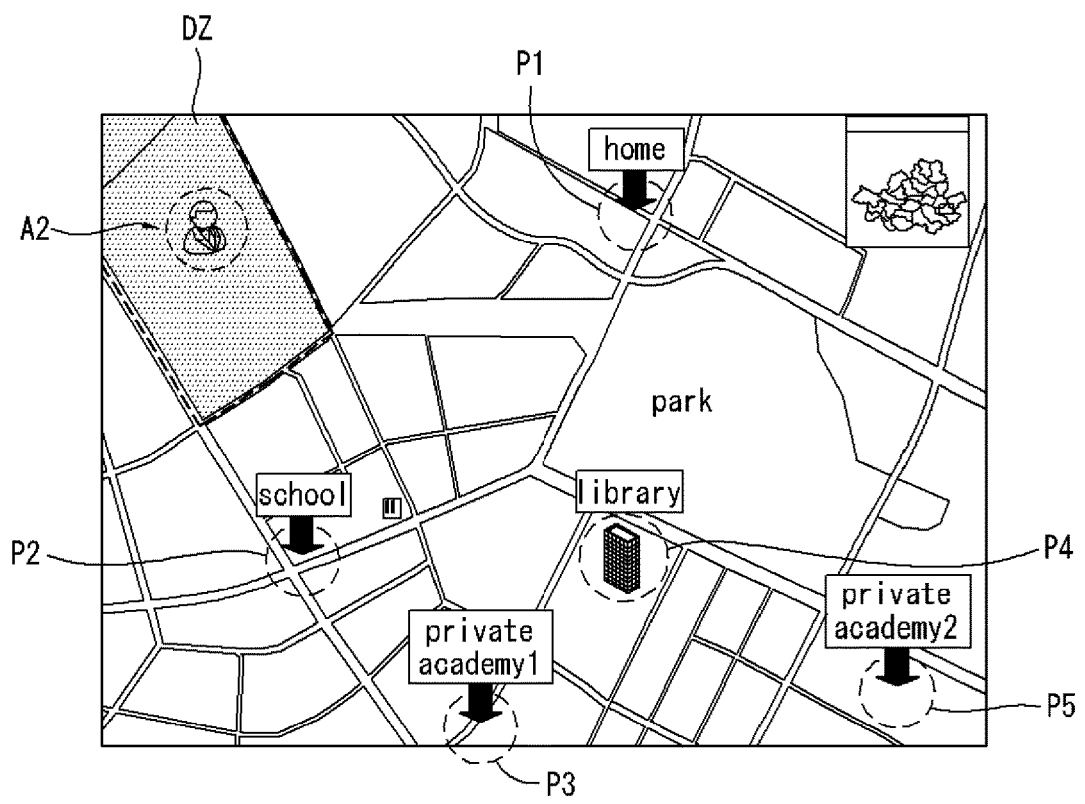 DZ
P1
home
A2
park
school
library
P2
P4
private
academy1
private
academy2
P5
P3